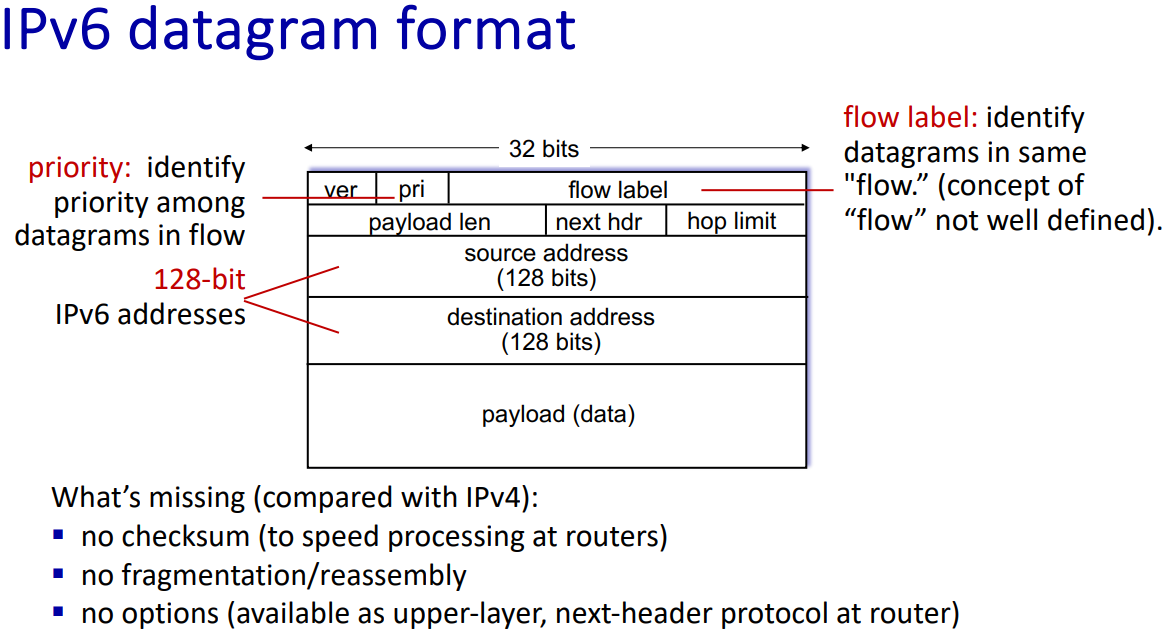 IPv6 datagram format
32 bits
priority: identify
priority among
datagrams in flow
128-bit
IPv6 addresses
ver pri flow label
payload len next hdr hop limit
source address
(128 bits)
destination address
(128 bits)
payload (data)
flow label: identify
datagrams in same
"flow.” (concept of
“flow” not well defined).
What’s missing (compared with IPv4):
▪ no checksum (to speed processing at routers)
▪ no fragmentation/reassembly
▪ no options (available as upper-layer, next-header protocol at router)